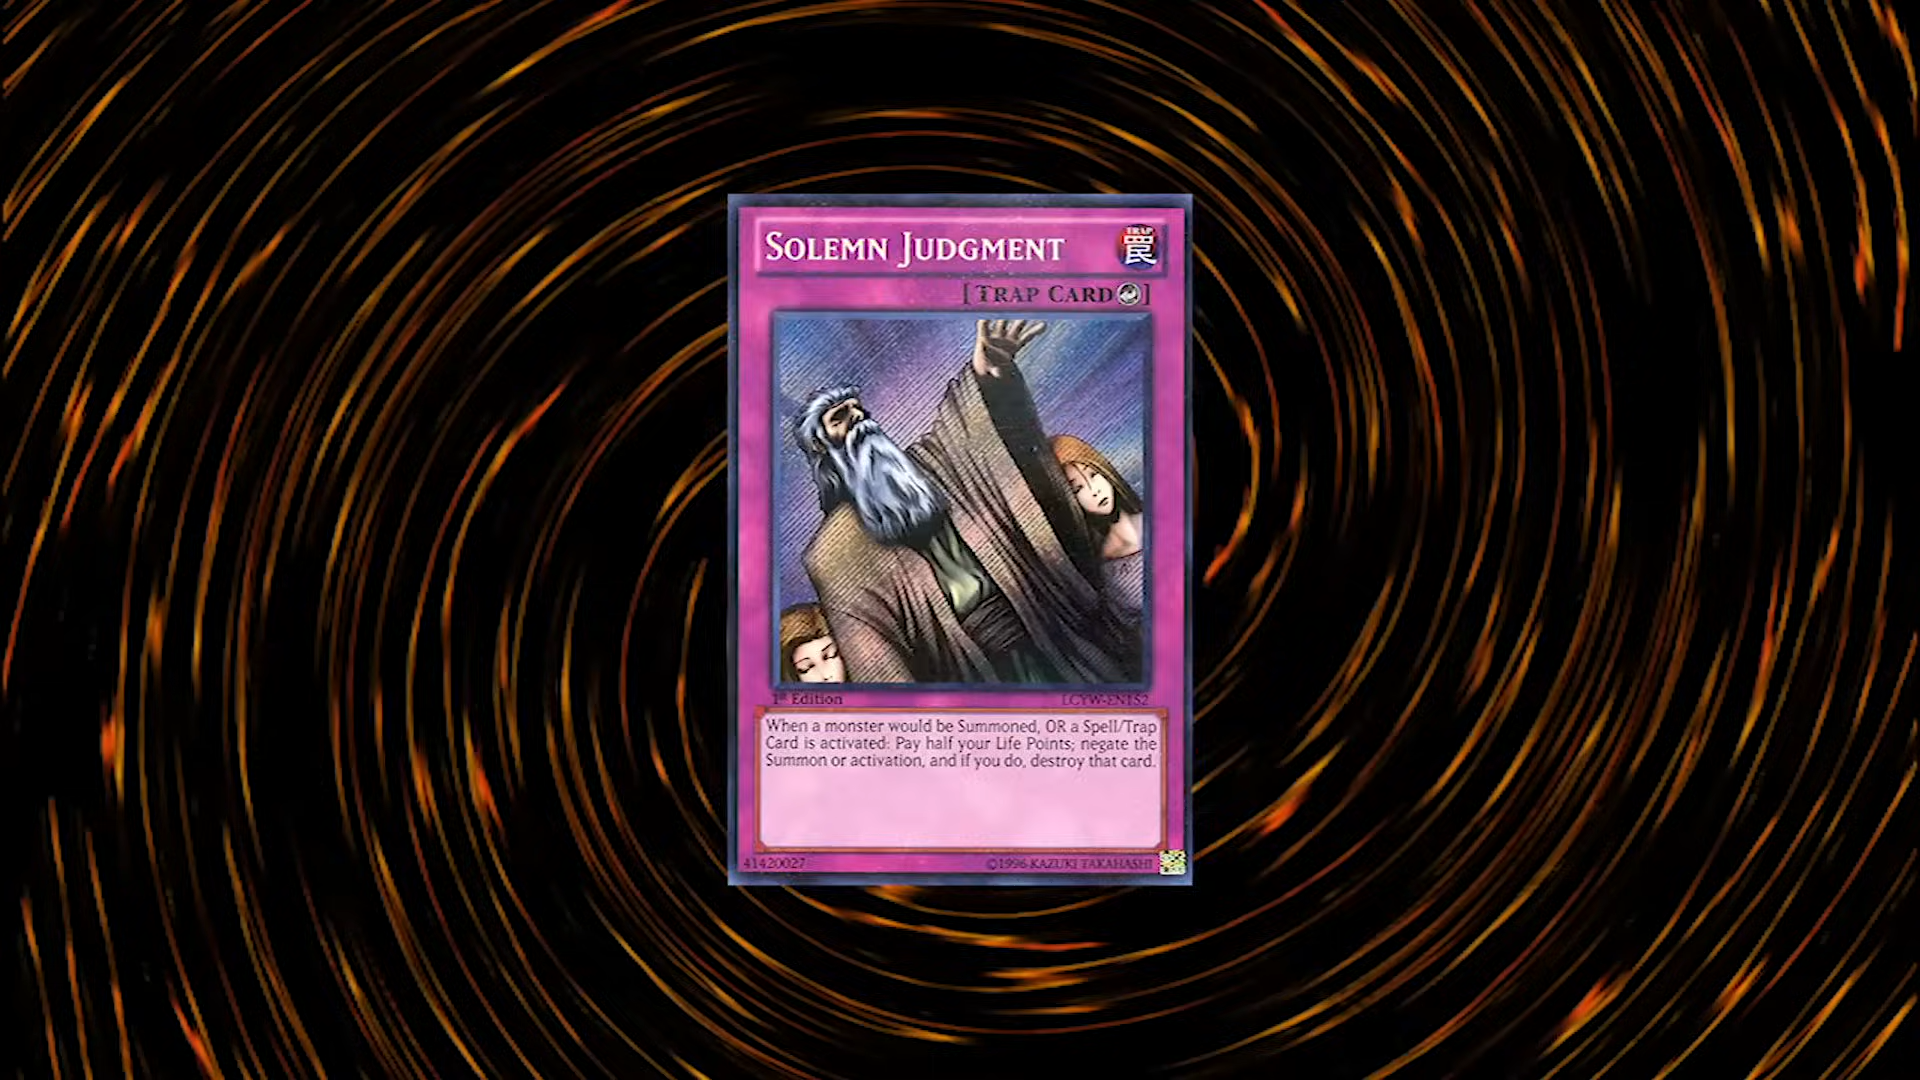 SOLEMN JUDGMENT
TRAP
罠
[TRAP CARD]
1st Edition
LCYW-EN152
When a monster would be Summoned, OR a Spell/Trap
Card is activated: Pay half your Life Points; negate the
Summon or activation, and if you do, destroy that card.
41420027
©1996 KAZUKI TAKAHASHI